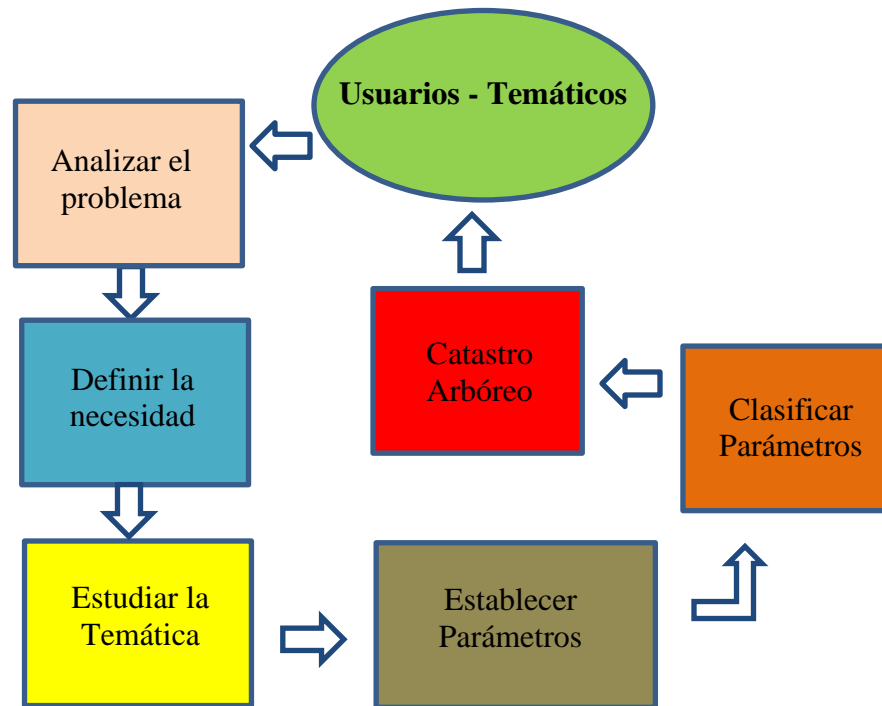 Usuarios - Temáticos
Analizar el
problema
Definir la
necesidad
Estudiar la
Temática
Establecer
Parámetros
Clasificar
Parámetros
Catastro
Arbóreo